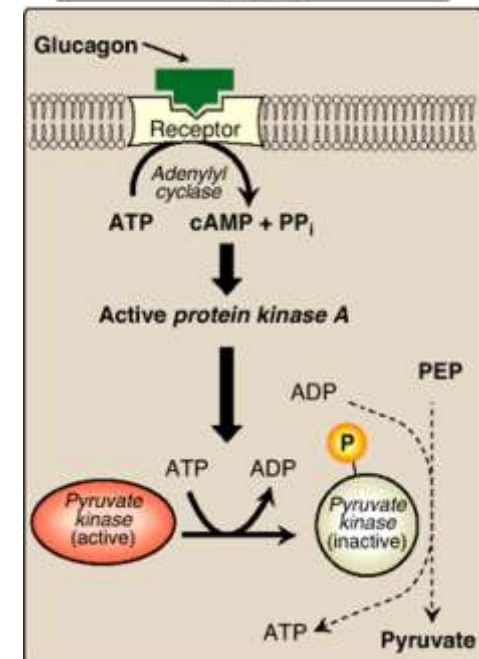 Glucagon
Receptor
Adenylyl
cyclase
ATP cAMP + PPi
Active protein kinase A
PEP
ADP
P
ATP ADP
Pyruvate
kinase
(active)
Pyruvate
kinase
(inactive)
ATP
Pyruvate